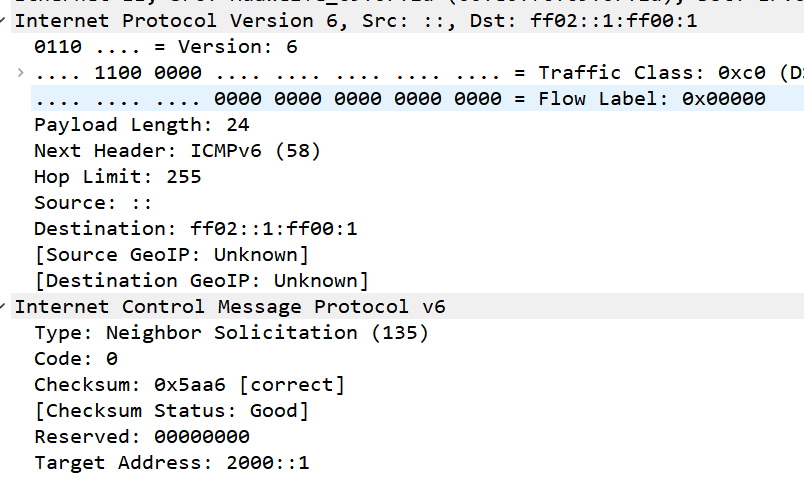 Internet Protocol Version 6, Src: ::, Dst: ff02::1:ff00:1
0110 .... = Version: 6
.... 1100 0000 .... .... .... .... .... = Traffic Class: 0xc0 (DS
.... .... .... 0000 0000 0000 0000 0000 = Flow Label: 0x00000
Payload Length: 24
Next Header: ICMPv6 (58)
Hop Limit: 255
Source: ::
Destination: ff02::1:ff00:1
[Source GeoIP: Unknown]
[Destination GeoIP: Unknown]
Internet Control Message Protocol v6
Type: Neighbor Solicitation (135)
Code: 0
Checksum: 0x5aa6 [correct]
[Checksum Status: Good]
Reserved: 00000000
Target Address: 2000::1